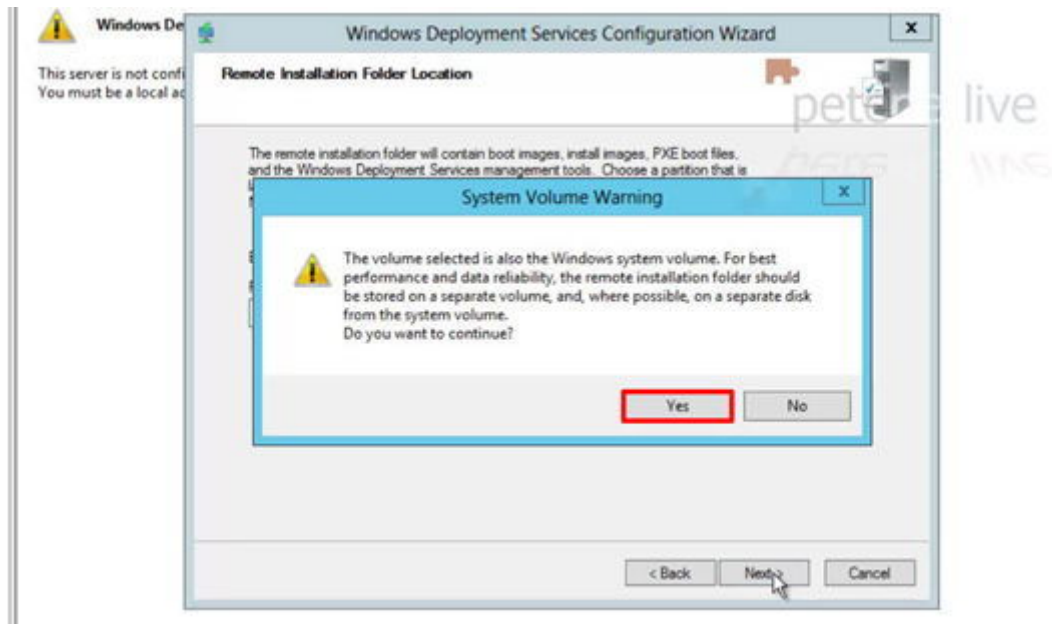 Windows De
Windows Deployment Services Configuration Wizard
x
This server is not confi
You must be a local ac
Remote Installation Folder Location
live
The remote installation folder will contain boot images, install images, PXE boot files,
and the Windows Deployment Services management tools. Choose a partition that is
System Volume Warning
x
The volume selected is also the Windows system volume. For best
performance and data reliability, the remote installation folder should
be stored on a separate volume, and, where possible, on a separate disk
from the system volume.
Do you want to continue?
Yes
No
< Back
Next >
Cancel